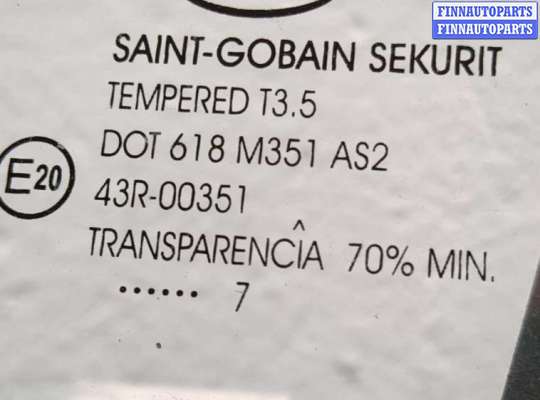 FINNAUTOPARTS
FINNAUTOPARTS
SAINT-GOBAIN SEKURIT
TEMPERED T3.5
DOT 618 M351 AS2
E20
43R-00351
TRANSPARENCÎA 70% MIN.
...... 7